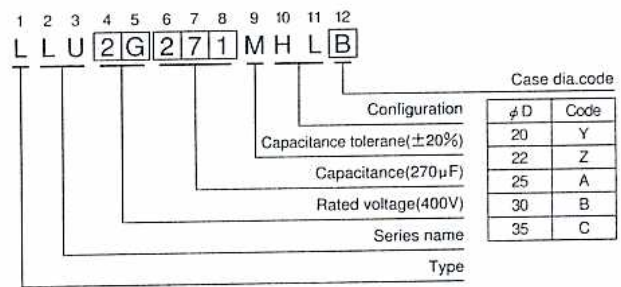 1 2 3 4 5 6 7 8 9 10 11 12
L L U 2 G 2 7 1 M H L B
Case dia.code
Configuration
Capacitance tolerane(±20%)
Capacitance(270µF)
Rated voltage(400V)
Series name
Type
φD Code
20 Y
22 Z
25 A
30 B
35 C